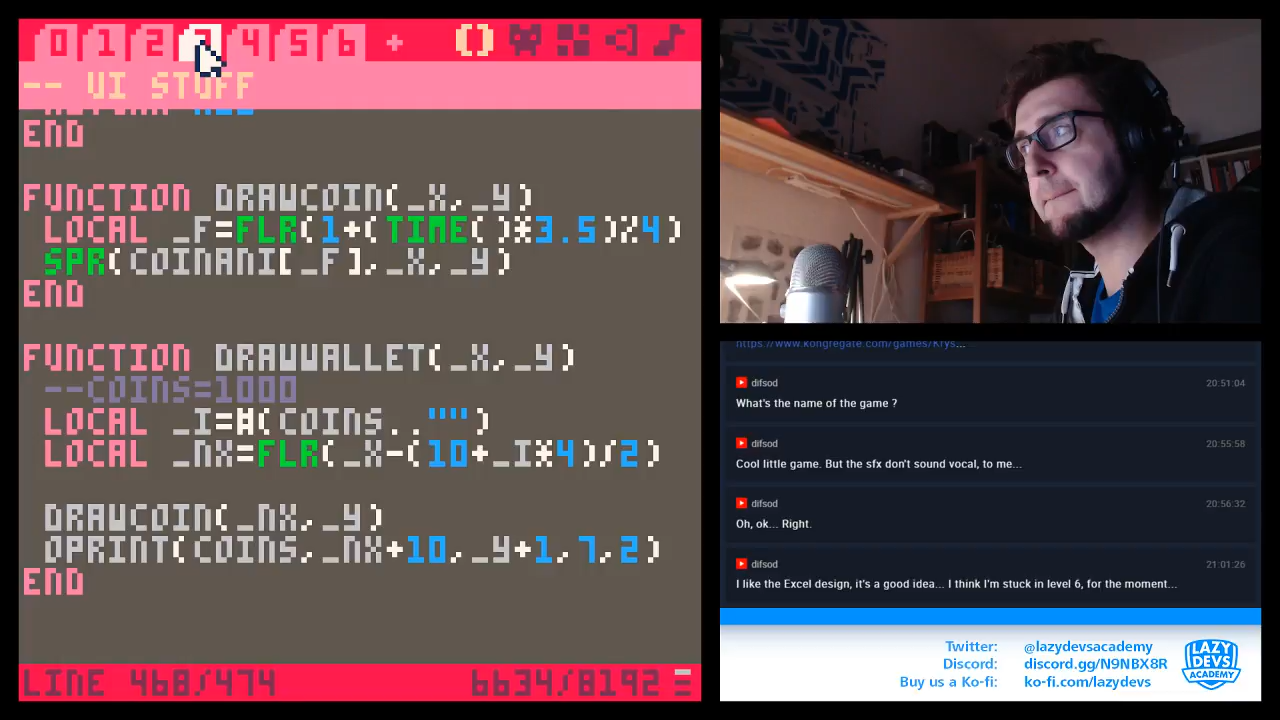 0 1 2 3 4 5 6 +
-- UI STUFF
END
FUNCTION DRAWCOIN(_X,_Y)
LOCAL _F=FLR(1+(TIME()*3.5)%4)
SPR(COINANI[_F],_X,_Y)
END
FUNCTION DRAWWALLET(_X,_Y)
--COINS=1000
LOCAL _I=#(COINS.."")
LOCAL _NX=FLR(_X-(10+_I*4)/2)
DRAWCOIN(_NX,_Y)
OPRINT(COINS,_NX+10,_Y+1,7,2)
END
LINE 468/474 6634/8192
https://www.kongregate.com/games/Krys...
difsod 20:51:04
What's the name of the game ?
difsod 20:55:58
Cool little game. But the sfx don't sound vocal, to me...
difsod 20:56:32
Oh, ok... Right.
difsod 21:01:26
I like the Excel design, it's a good idea... I think I'm stuck in level 6, for the moment...
Twitter: @lazydevsacademy
Discord: discord.gg/N9NBX8R
Buy us a Ko-fi: ko-fi.com/lazydevs
LAZY
DEVS
ACADEMY